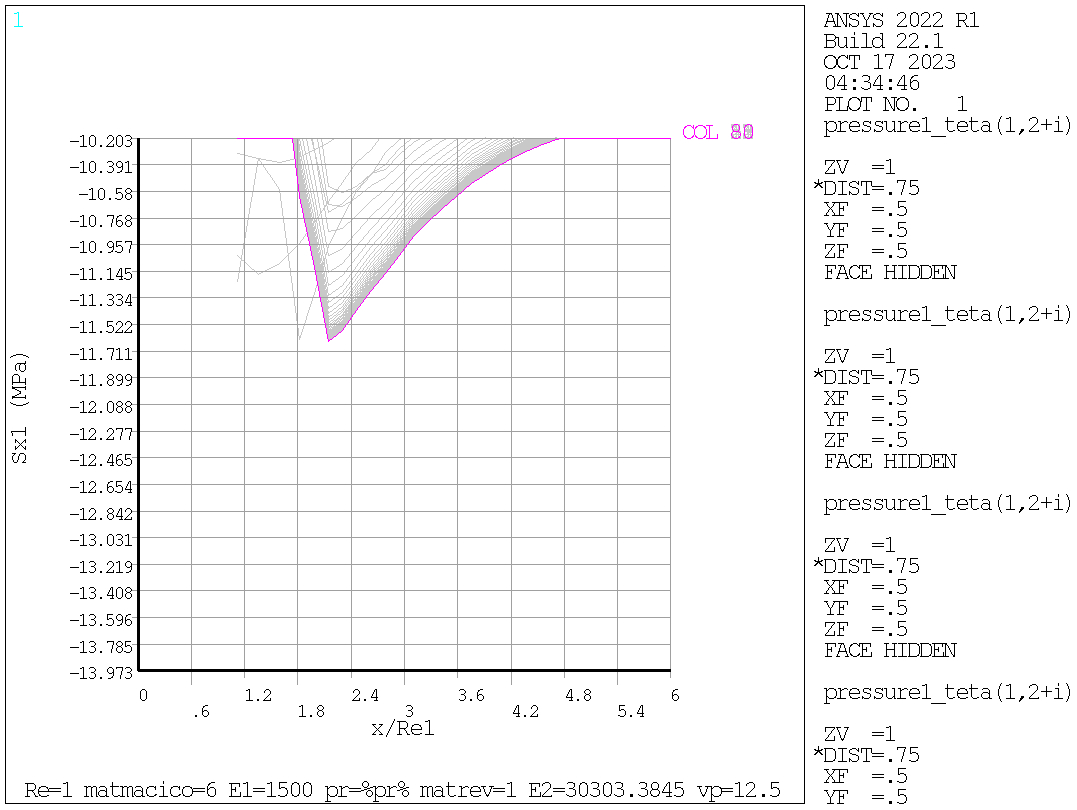 1
ANSYS 2022 R1
Build 22.1
OCT 17 2023
04:34:46
PLOT NO. 1
pressure1_teta(1,2+i)
ZV =1
*DIST=.75
XF =.5
YF =.5
ZF =.5
FACE HIDDEN
pressure1_teta(1,2+i)
ZV =1
*DIST=.75
XF =.5
YF =.5
ZF =.5
FACE HIDDEN
pressure1_teta(1,2+i)
ZV =1
*DIST=.75
XF =.5
YF =.5
ZF =.5
FACE HIDDEN
pressure1_teta(1,2+i)
ZV =1
*DIST=.75
XF =.5
YF =.5
COL
-10.203
-10.391
-10.58
-10.768
-10.957
-11.145
-11.334
-11.522
-11.711
-11.899
-12.088
-12.277
-12.465
-12.654
-12.842
-13.031
-13.219
-13.408
-13.596
-13.785
-13.973
Sx1 (MPa)
0 1.2 2.4 3.6 4.8 6
.6 1.8 3 4.2 5.4
x/Re1
Re=1 matmacico=6 E1=1500 pr=%pr% matrev=1 E2=30303.3845 vp=12.5